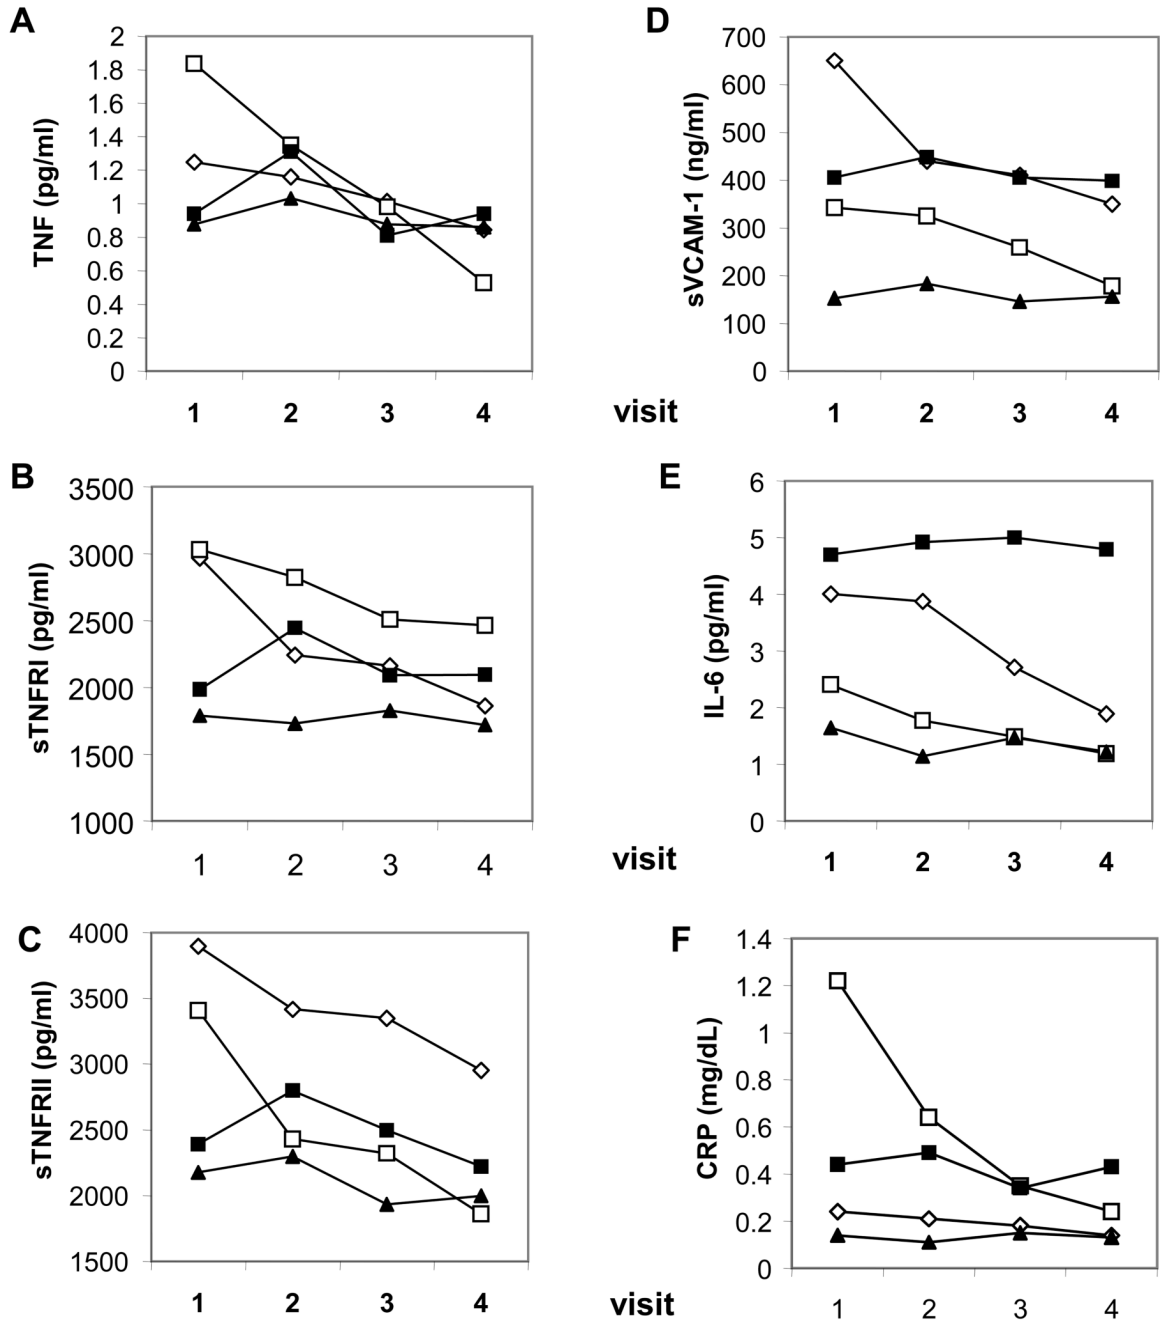 A
TNF (pg/ml)
2
1.8
1.6
1.4
1.2
1
0.8
0.6
0.4
0.2
0
1 2 3 4
D
sVCAM-1 (ng/ml)
700
600
500
400
300
200
100
0
visit 1 2 3 4
B
sTNFRI (pg/ml)
3500
3000
2500
2000
1500
1000
1 2 3 4
E
IL-6 (pg/ml)
6
5
4
3
2
1
0
visit 1 2 3 4
C
sTNFRII (pg/ml)
4000
3500
3000
2500
2000
1500
1 2 3 4
F
CRP (mg/dL)
1.4
1.2
1
0.8
0.6
0.4
0.2
0
visit 1 2 3 4